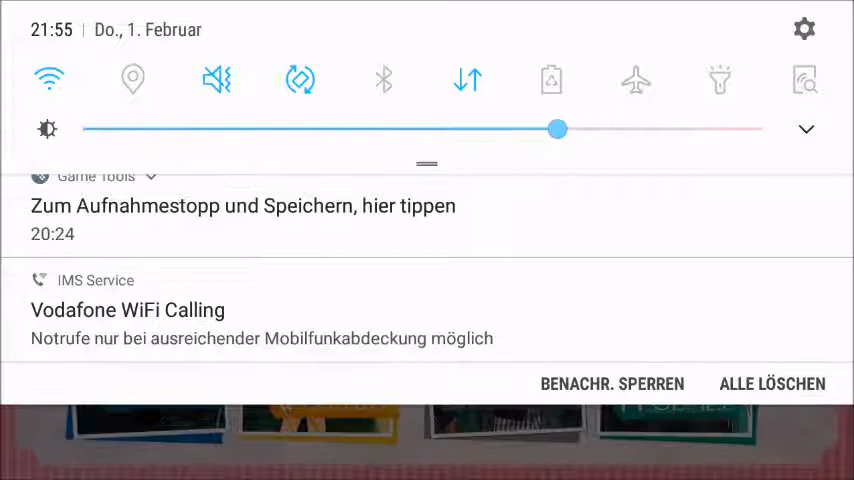 21:55 | Do., 1. Februar
Game Tools
Zum Aufnahmestopp und Speichern, hier tippen
20:24
IMS Service
Vodafone WiFi Calling
Notrufe nur bei ausreichender Mobilfunkabdeckung möglich
BENACHR. SPERREN ALLE LÖSCHEN